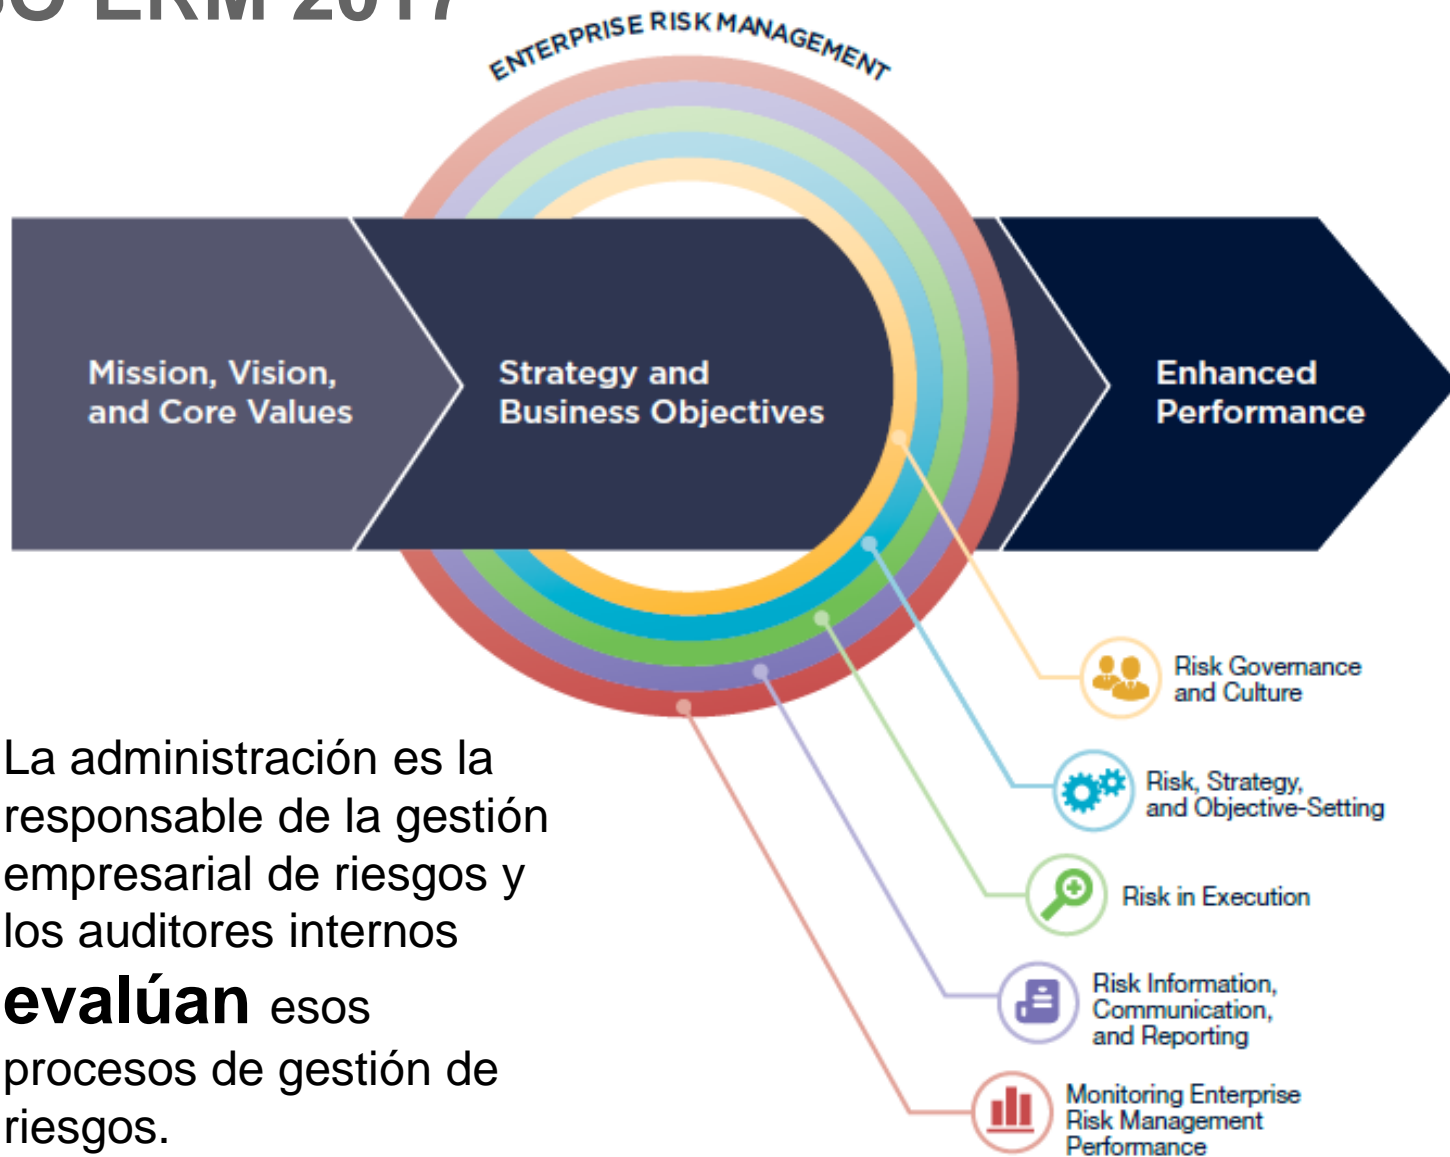 ERM 2017
ENTERPRISE RISK MANAGEMENT
Mission, Vision,
and Core Values
Strategy and
Business Objectives
Enhanced
Performance
Risk Governance
and Culture
Risk, Strategy,
and Objective-Setting
Risk in Execution
Risk Information,
Communication,
and Reporting
Monitoring Enterprise
Risk Management
Performance
La administración es la
responsable de la gestión
empresarial de riesgos y
los auditores internos
evalúan esos
procesos de gestión de
riesgos.